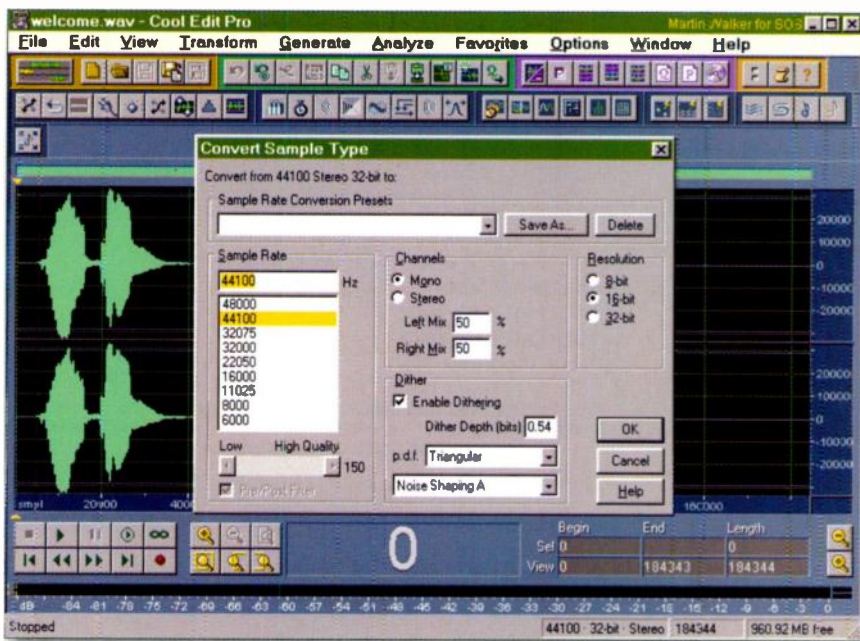 welcome.wav - Cool Edit Pro
Martin Walker for SOS
File Edit View Transform Generate Analyze Favorites Options Window Help
Convert Sample Type
Convert from 44100 Stereo 32-bit to:
Sample Rate Conversion Presets
Save As... Delete
Sample Rate
44100 Hz
48000
44100
32075
32000
22050
16000
11025
8000
6000
Low High Quality
150
Pre/Post Filter
Channels
Mono
Stereo
Left Mix 50 %
Right Mix 50 %
Dither
Enable Dithering
Dither Depth (bits) 0.54
p.d.f. Triangular
Noise Shaping A
Resolution
8-bit
16-bit
32-bit
OK
Cancel
Help
20000
10000
0
-10000
-20000
20000
10000
0
-10000
-20000
smpl 20000 400 160000
0
Begin End Length
Sel 0 0
View 0 184343 184344
dB -84 -81 -78 -75 -72 -69 -66 -63 -60 -57 -54 -51 -48 -45 -42 -39 -36 -33 -30 -27 -24 -21 -18 -15 -12 -9 -6 -3 0
Stopped 44100 · 32-bit · Stereo 184344 960.92 MB free